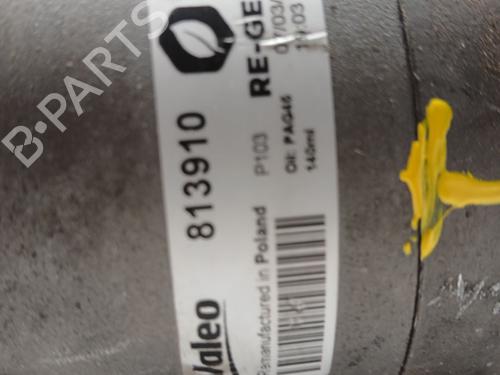 Valeo
813910
Remanufactured in Poland
P103
RE-GE
Oil: PAG46
140ml
B-PARTS